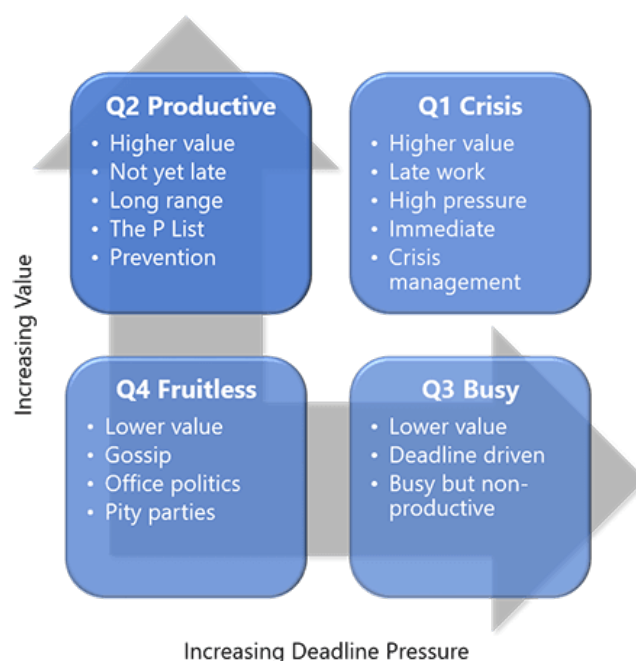 Q2 Productive
• Higher value
• Not yet late
• Long range
• The P List
• Prevention
Q1 Crisis
• Higher value
• Late work
• High pressure
• Immediate
• Crisis
management
Increasing Value
Q4 Fruitless
• Lower value
• Gossip
• Office politics
• Pity parties
Q3 Busy
• Lower value
• Deadline driven
• Busy but non-
productive
Increasing Deadline Pressure